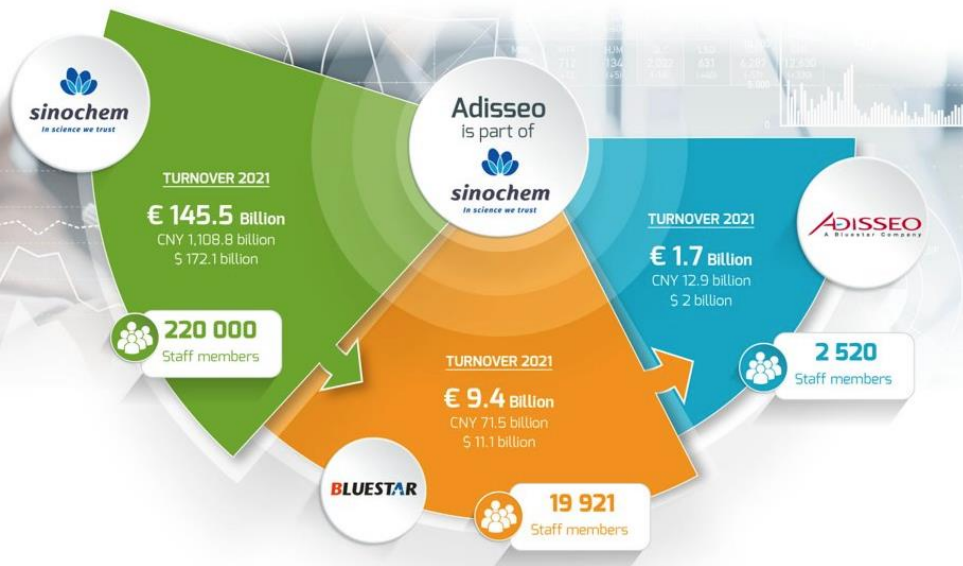 sinochem
In science we trust
TURNOVER 2021
€ 145.5 Billion
CNY 1,108.8 billion
$ 172.1 billion
220 000
Staff members
Adisseo
is part of
sinochem
In science we trust
TURNOVER 2021
€ 9.4 Billion
CNY 71.5 billion
$ 11.1 billion
BLUESTAR
19 921
Staff members
TURNOVER 2021
€ 1.7 Billion
CNY 12.9 billion
$ 2 billion
ADISSEO
A Bluestar Company
2 520
Staff members